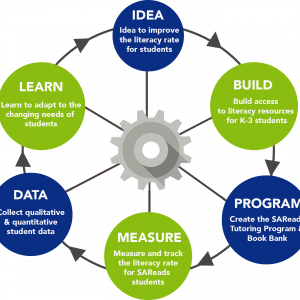 IDEA
Idea to improve
the literacy rate
for students
BUILD
Build access
to literacy resources
for K-3 students
PROGRAM
Create the SARead
Tutoring Program &
Book Bank
MEASURE
Measure and track
the literacy rate
for SAReads
students
DATA
Collect qualitative
& quantitative
student data
LEARN
Learn to adapt to the
changing needs of
students